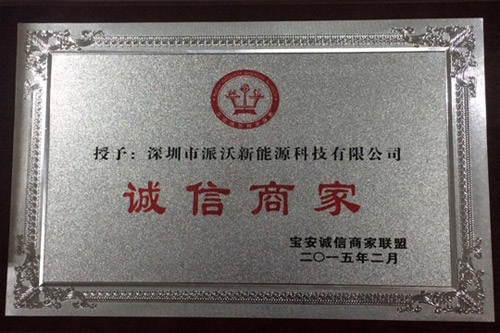 授予：深圳市派沃新能源科技有限公司
诚信商家
宝安诚信商家联盟
二〇一五年二月